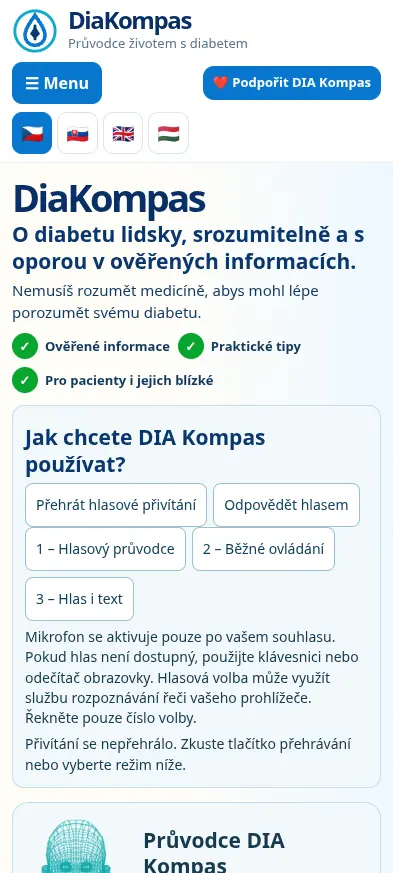 DiaKompas
Průvodce životem s diabetem
☰ Menu
❤️ Podpořit DIA Kompas
DiaKompas
O diabetu lidsky, srozumitelně a s
oporou v ověřených informacích.
Nemusíš rozumět medicíně, abys mohl lépe
porozumět svému diabetu.
✓ Ověřené informace ✓ Praktické tipy
✓ Pro pacienty i jejich blízké
Jak chcete DIA Kompas
používat?
Přehrát hlasové přivítání Odpovědět hlasem
1 – Hlasový průvodce 2 – Běžné ovládání
3 – Hlas i text
Mikrofon se aktivuje pouze po vašem souhlasu.
Pokud hlas není dostupný, použijte klávesnici nebo
odečítač obrazovky. Hlasová volba může využít
službu rozpoznávání řeči vašeho prohlížeče.
Řekněte pouze číslo volby.
Přivítání se nepřehrálo. Zkuste tlačítko přehrávání
nebo vyberte režim níže.
Průvodce DIA
Kompas